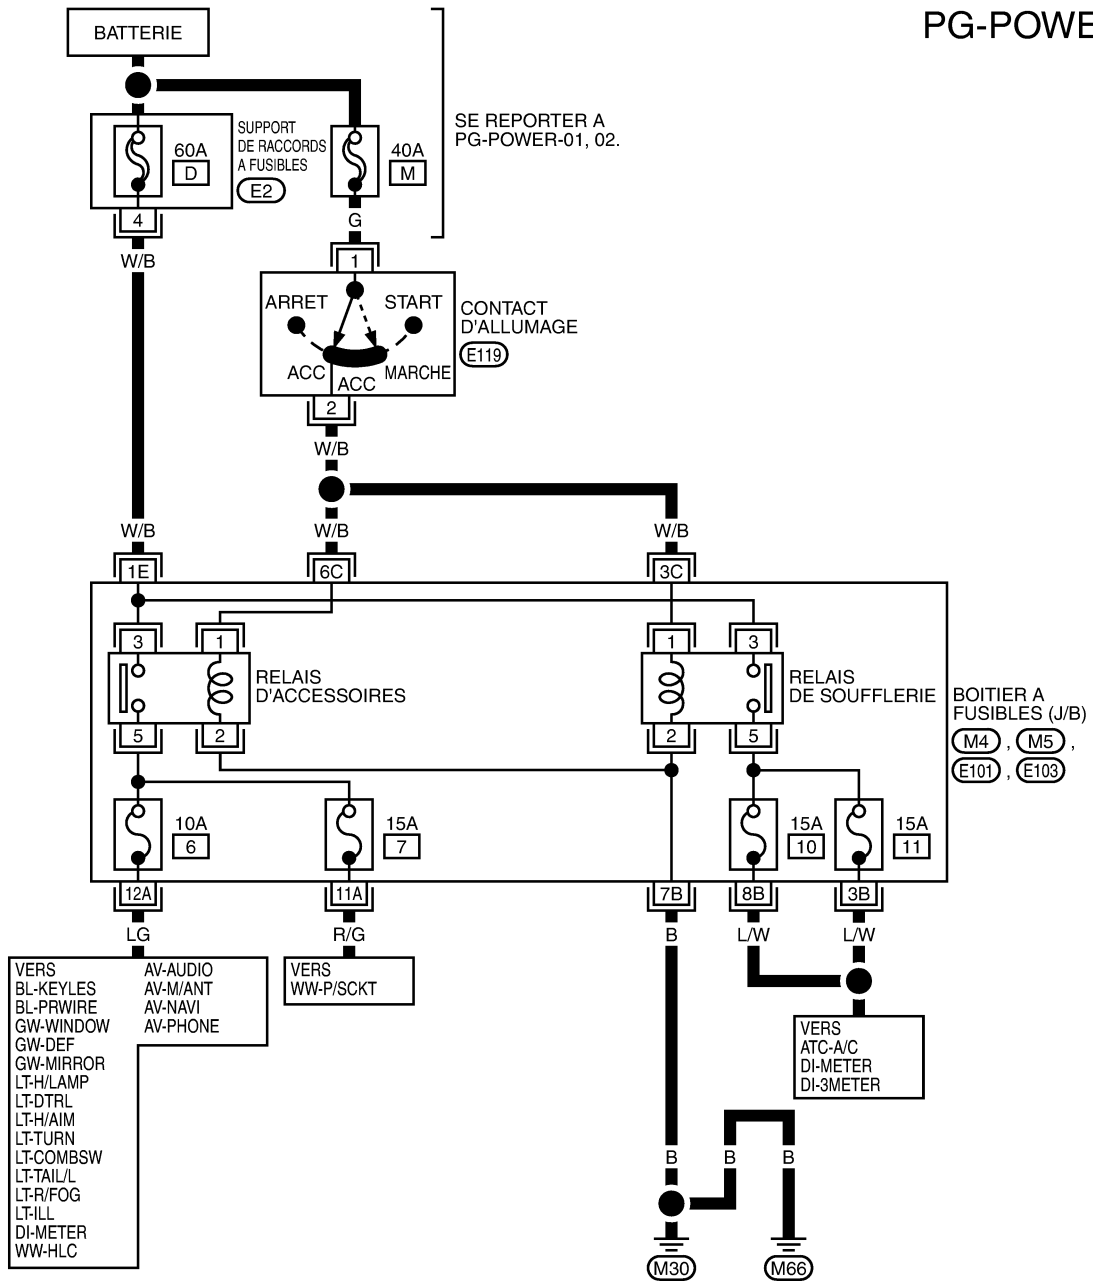 PG-POWE
BATTERIE
SE REPORTER A
PG-POWER-01, 02.
60A
D
SUPPORT
DE RACCORDS
A FUSIBLES
E2
40A
M
4
G
W/B
1
ARRET
START
CONTACT
D'ALLUMAGE
E119
ACC
MARCHE
ACC
2
W/B
W/B
W/B
W/B
1E
6C
3C
3
1
1
3
RELAIS
D'ACCESSOIRES
RELAIS
DE SOUFFLERIE
BOITIER A
FUSIBLES (J/B)
M4 , M5 ,
E101 , E103
5
2
2
5
10A
6
15A
7
15A
10
15A
11
12A
11A
7B
8B
3B
LG
R/G
B
L/W
L/W
VERS
BL-KEYLES
BL-PRWIRE
GW-WINDOW
GW-DEF
GW-MIRROR
LT-H/LAMP
LT-DTRL
LT-H/AIM
LT-TURN
LT-COMBSW
LT-TAIL/L
LT-R/FOG
LT-ILL
DI-METER
WW-HLC
AV-AUDIO
AV-M/ANT
AV-NAVI
AV-PHONE
VERS
WW-P/SCKT
VERS
ATC-A/C
DI-METER
DI-3METER
B
B
B
M30
M66